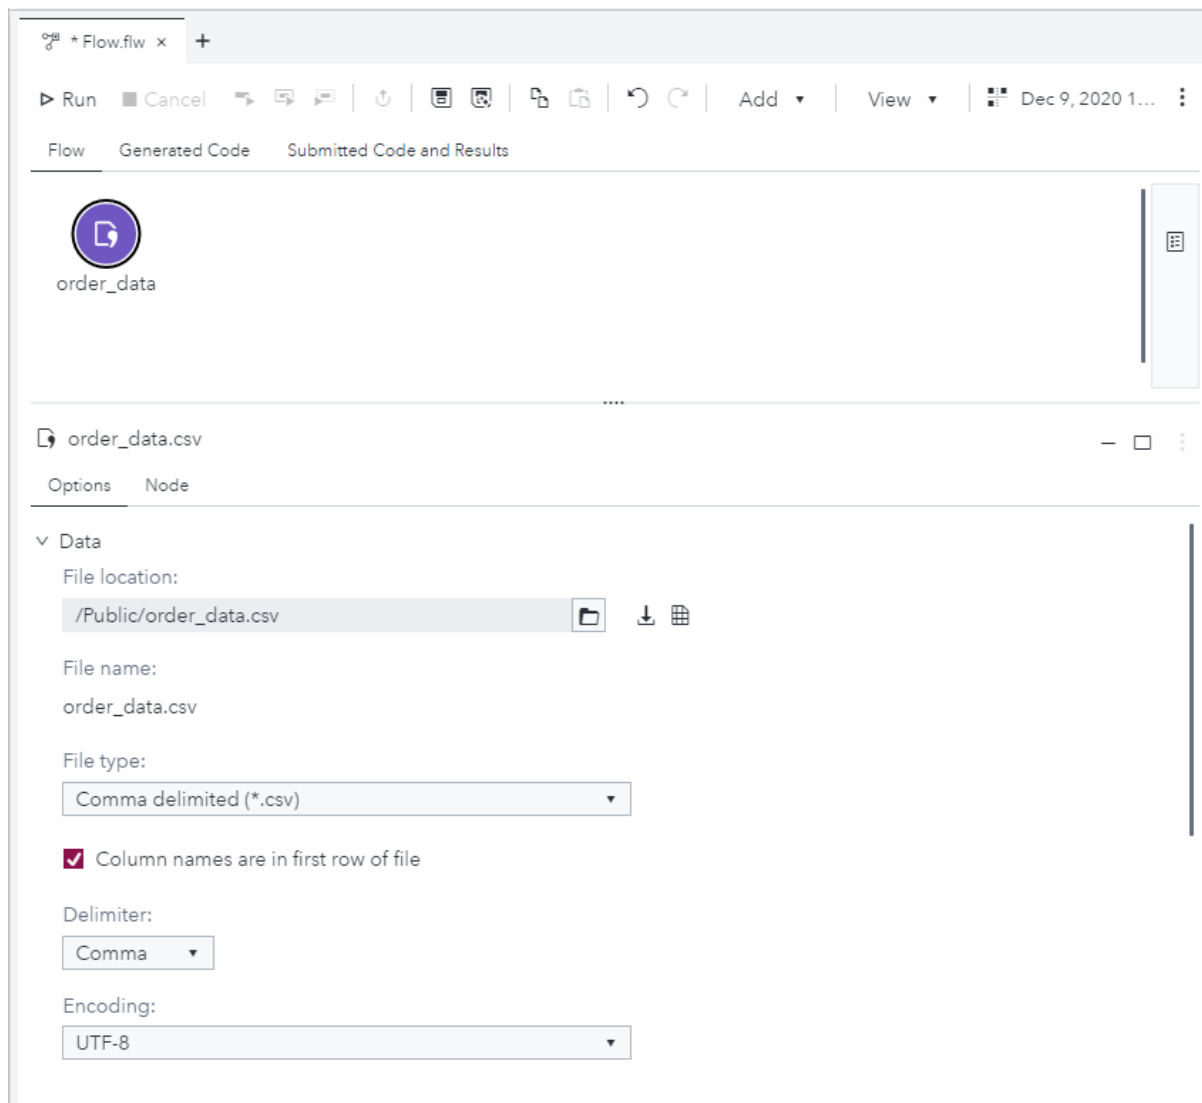 * Flow.flw × +
Run Cancel Add View Dec 9, 2020 1...
Flow Generated Code Submitted Code and Results
order_data
order_data.csv
Options Node
Data
File location:
/Public/order_data.csv
File name:
order_data.csv
File type:
Comma delimited (*.csv)
Column names are in first row of file
Delimiter:
Comma
Encoding:
UTF-8